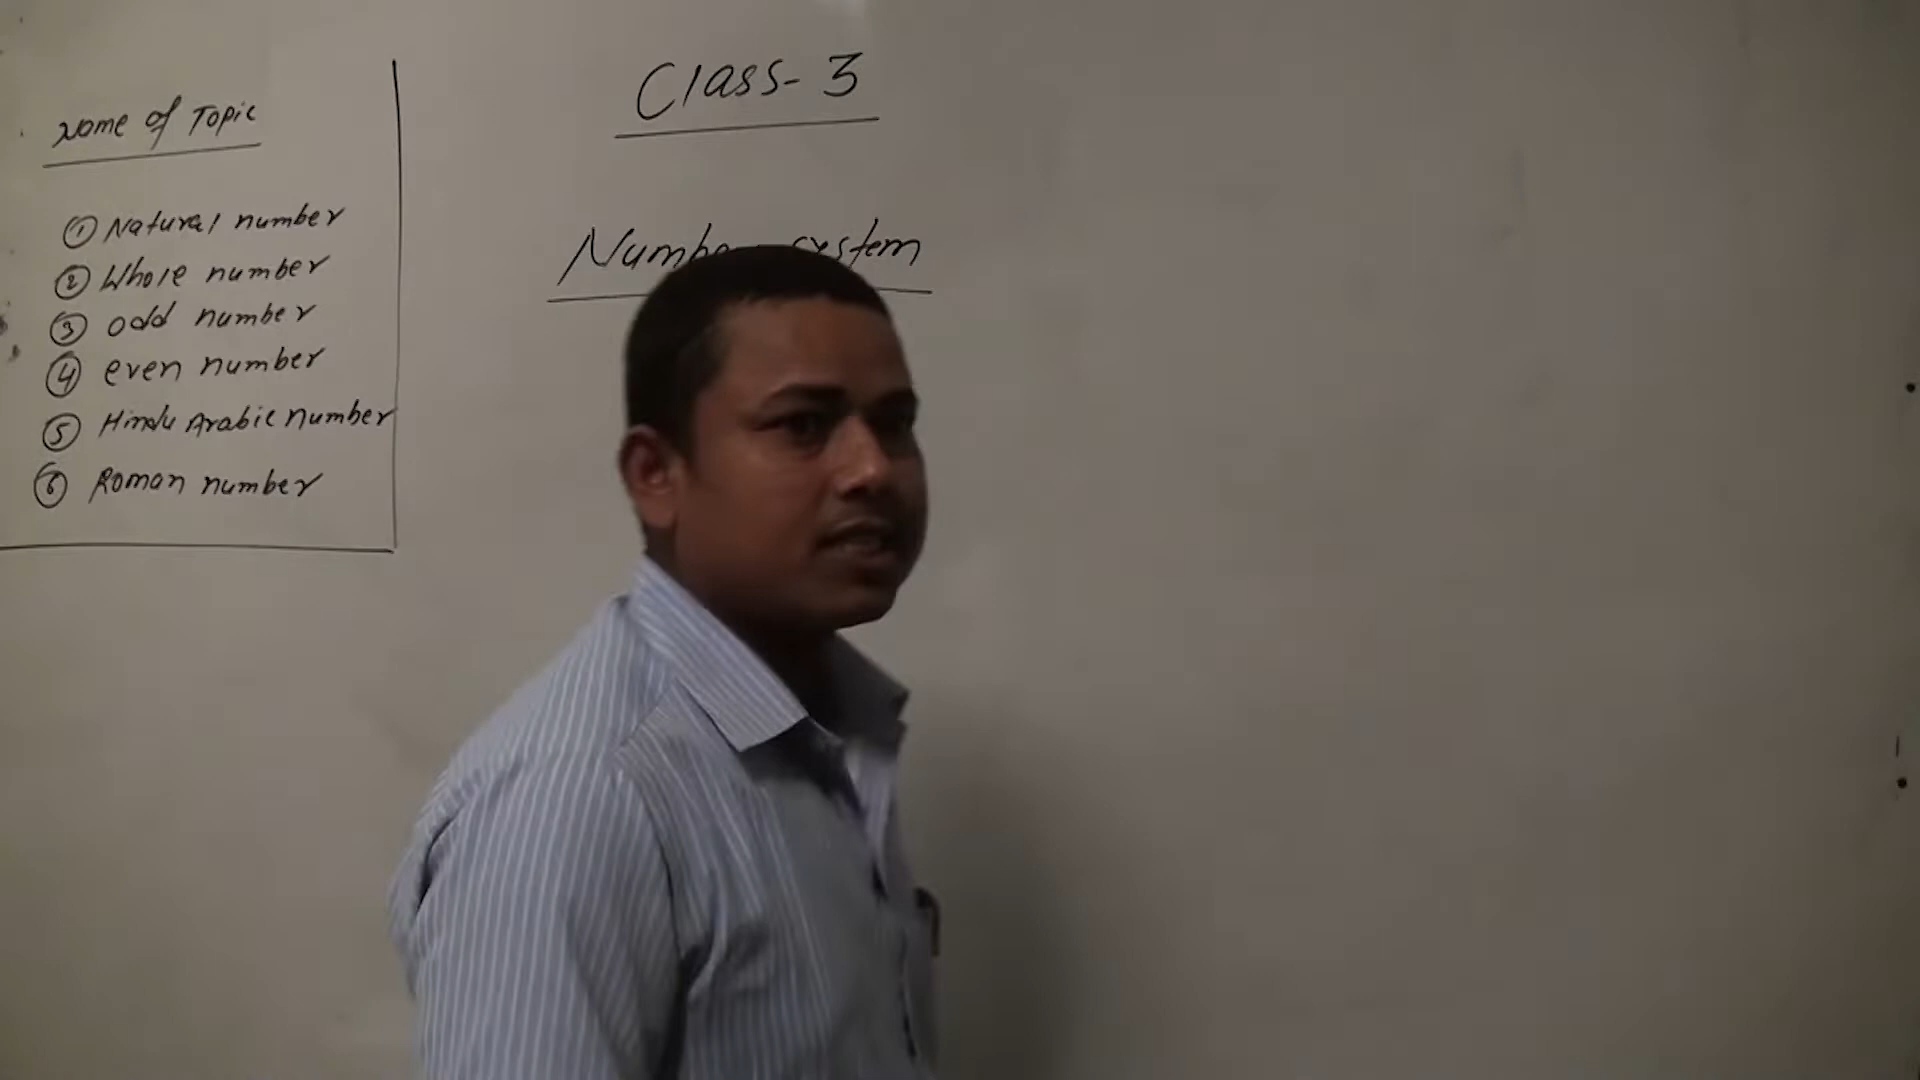 Class-3
Name of Topic
Number system
① Natural number
② Whole number
③ odd number
④ even number
⑤ Hindu Arabic number
⑥ Roman number